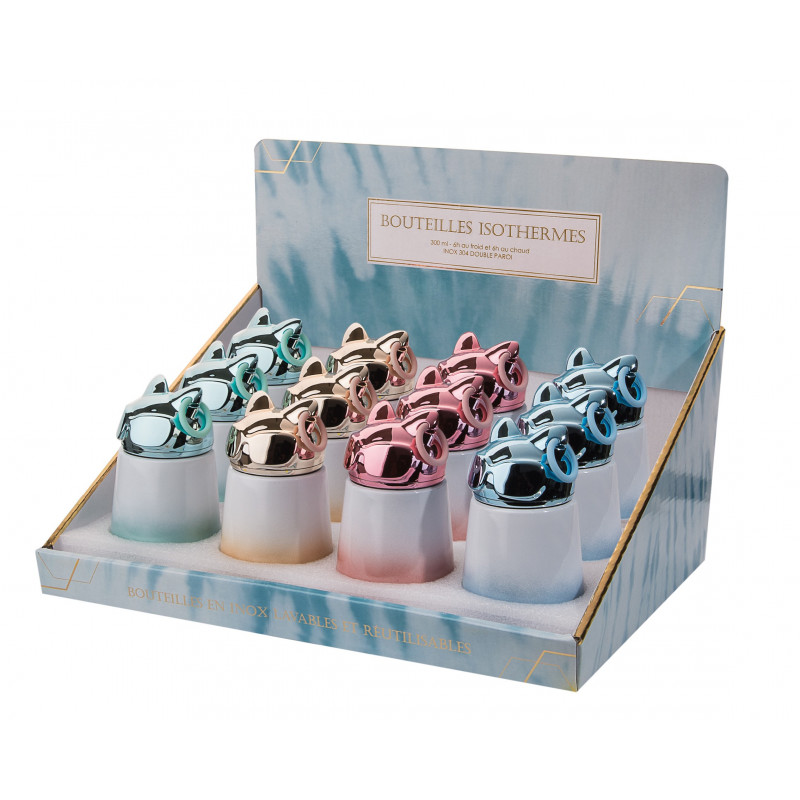 BOUTEILLES ISOTHERMES
300 ml - 6h au froid et 6h au chaud
INOX 304 DOUBLE PAROI
BOUTEILLES EN INOX LAVABLES ET RÉUTILISABLES